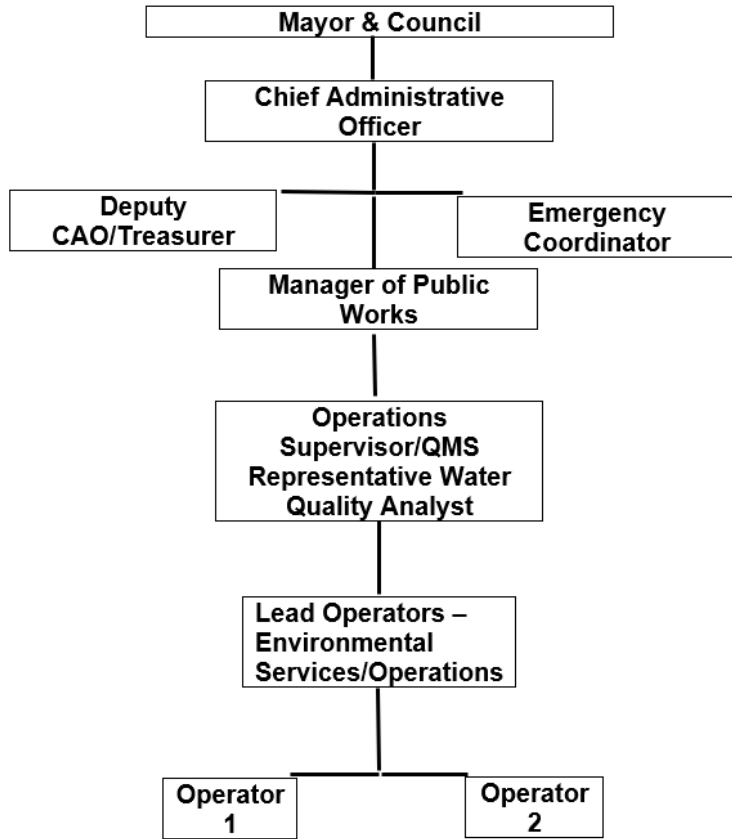 Mayor & Council
Chief Administrative
Officer
Deputy
CAO/Treasurer
Emergency
Coordinator
Manager of Public
Works
Operations
Supervisor/QMS
Representative Water
Quality Analyst
Lead Operators –
Environmental
Services/Operations
Operator
1
Operator
2